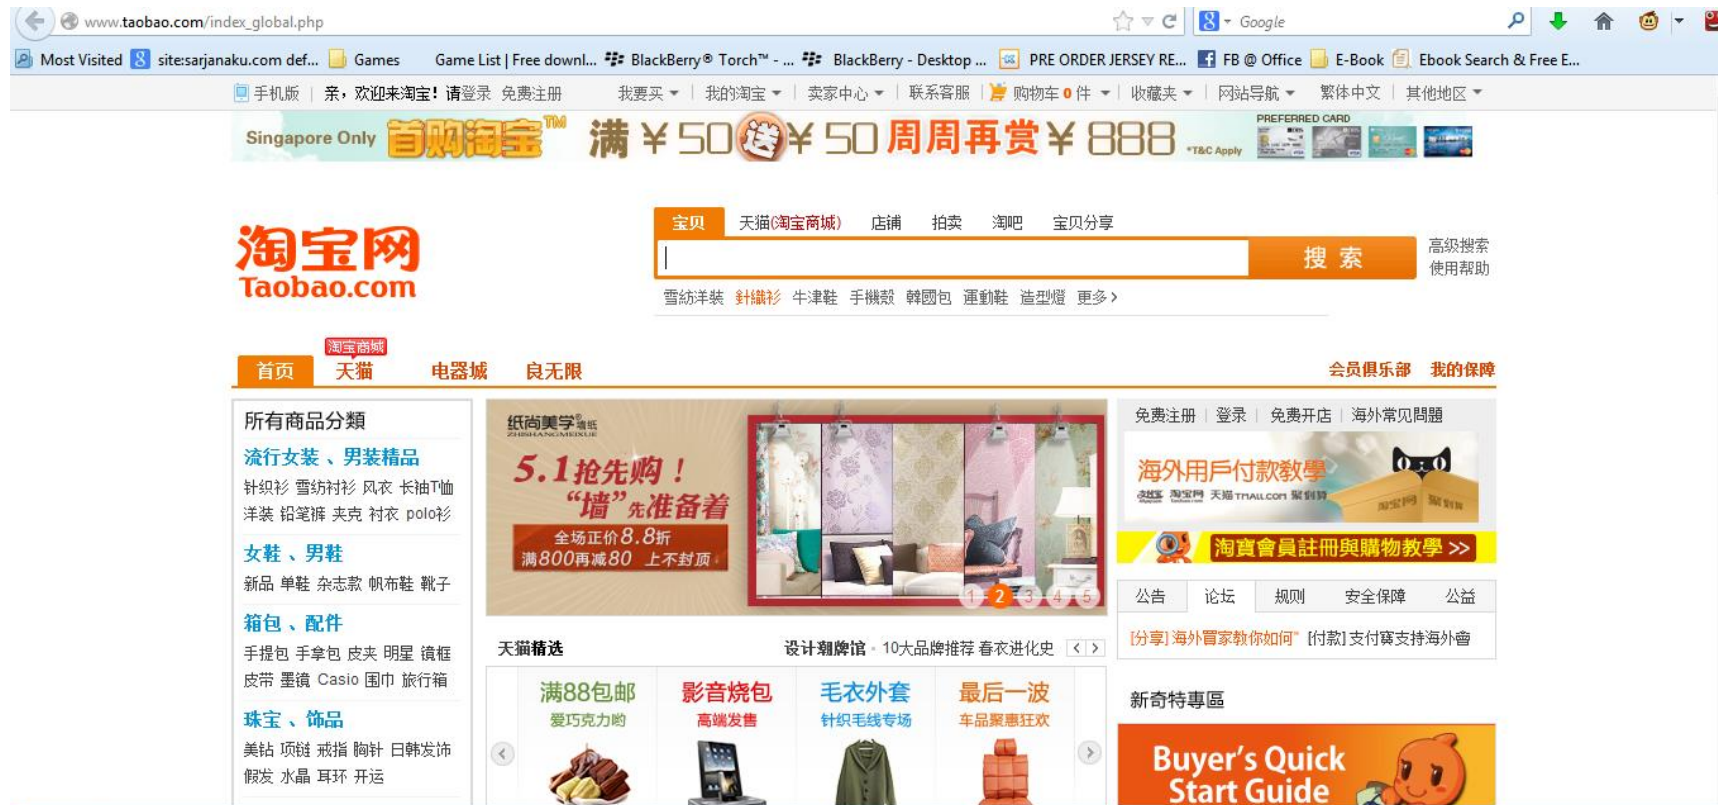 www.taobao.com/index_global.php
Google
Most Visited site:sarjanaku.com def... Games Game List | Free downl... BlackBerry® Torch™ - ... BlackBerry - Desktop ... PRE ORDER JERSEY RE... FB @ Office E-Book Ebook Search & Free E...
手机版 | 亲，欢迎来淘宝！请登录 免费注册 我要买 | 我的淘宝 | 卖家中心 | 联系客服 | 购物车0件 | 收藏夹 | 网站导航 繁体中文 | 其他地区
Singapore Only 首购淘宝™ 满¥50送¥50周周再赏¥888 *T&C Apply PREFERRED CARD
淘宝网
Taobao.com
宝贝 天猫(淘宝商城) 店铺 拍卖 淘吧 宝贝分享
搜索
高级搜索
使用帮助
雪紡洋裝 針織衫 牛津鞋 手機殼 韓國包 運動鞋 造型燈 更多>
淘宝商城
首页 天猫 电器城 良无限 会员俱乐部 我的保障
所有商品分類
流行女装、男装精品
针织衫 雪纺衬衫 风衣 长袖T恤
洋装 铅笔裤 夹克 衬衣 polo衫
女鞋、男鞋
新品 单鞋 杂志款 帆布鞋 靴子
箱包、配件
手提包 手拿包 皮夹 明星 镜框
皮带 墨镜 Casio 围巾 旅行箱
珠宝、饰品
美钻 项链 戒指 胸针 日韩发饰
假发 水晶 耳环 开运
纸尚美学®墙纸
ZHISHANGMEIXUE
5.1抢先购！
“墙”先准备着
全场正价8.8折
满800再减80 上不封顶
1 2 3 4 5
天猫精选 设计潮牌馆 · 10大品牌推荐 春衣进化史
满88包邮
爱巧克力哟
影音烧包
高端发售
毛衣外套
针织毛线专场
最后一波
车品聚惠狂欢
免费注册 | 登录 | 免费开店 | 海外常见問題
海外用戶付款教學
支付宝 淘宝网 天猫 TMALL.COM 聚划算
淘寶會員註冊與購物教學 >>
公告 论坛 规则 安全保障 公益
[分享]海外買家教你如何" [付款]支付寶支持海外會
新奇特專區
Buyer's Quick
Start Guide